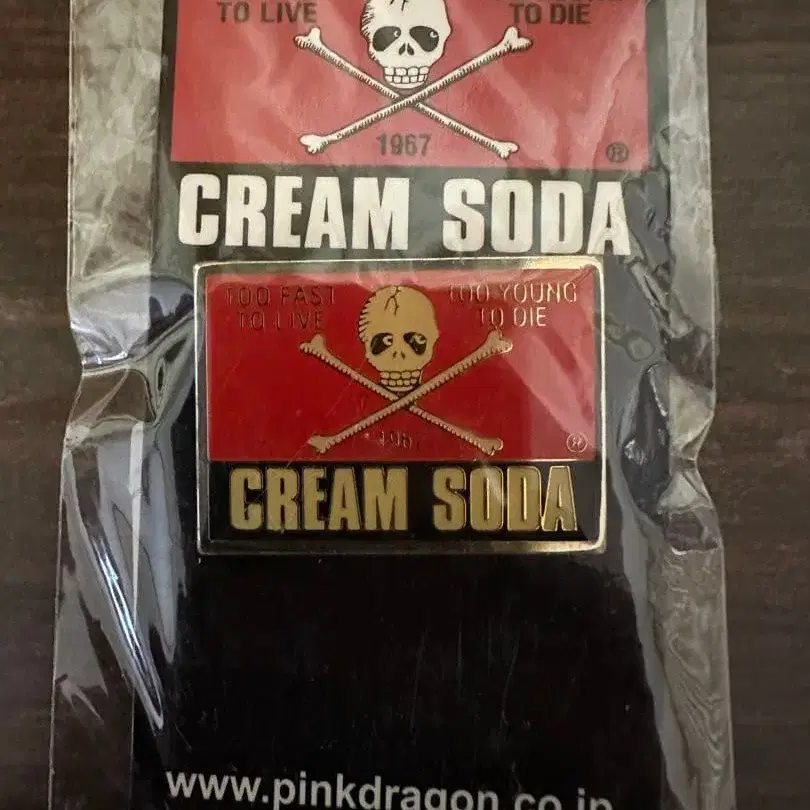 TO LIVE TO DIE
1967 ®
CREAM SODA
TOO FAST TOO YOUNG
TO LIVE TO DIE
1967 ®
CREAM SODA
www.pinkdragon.co.jp